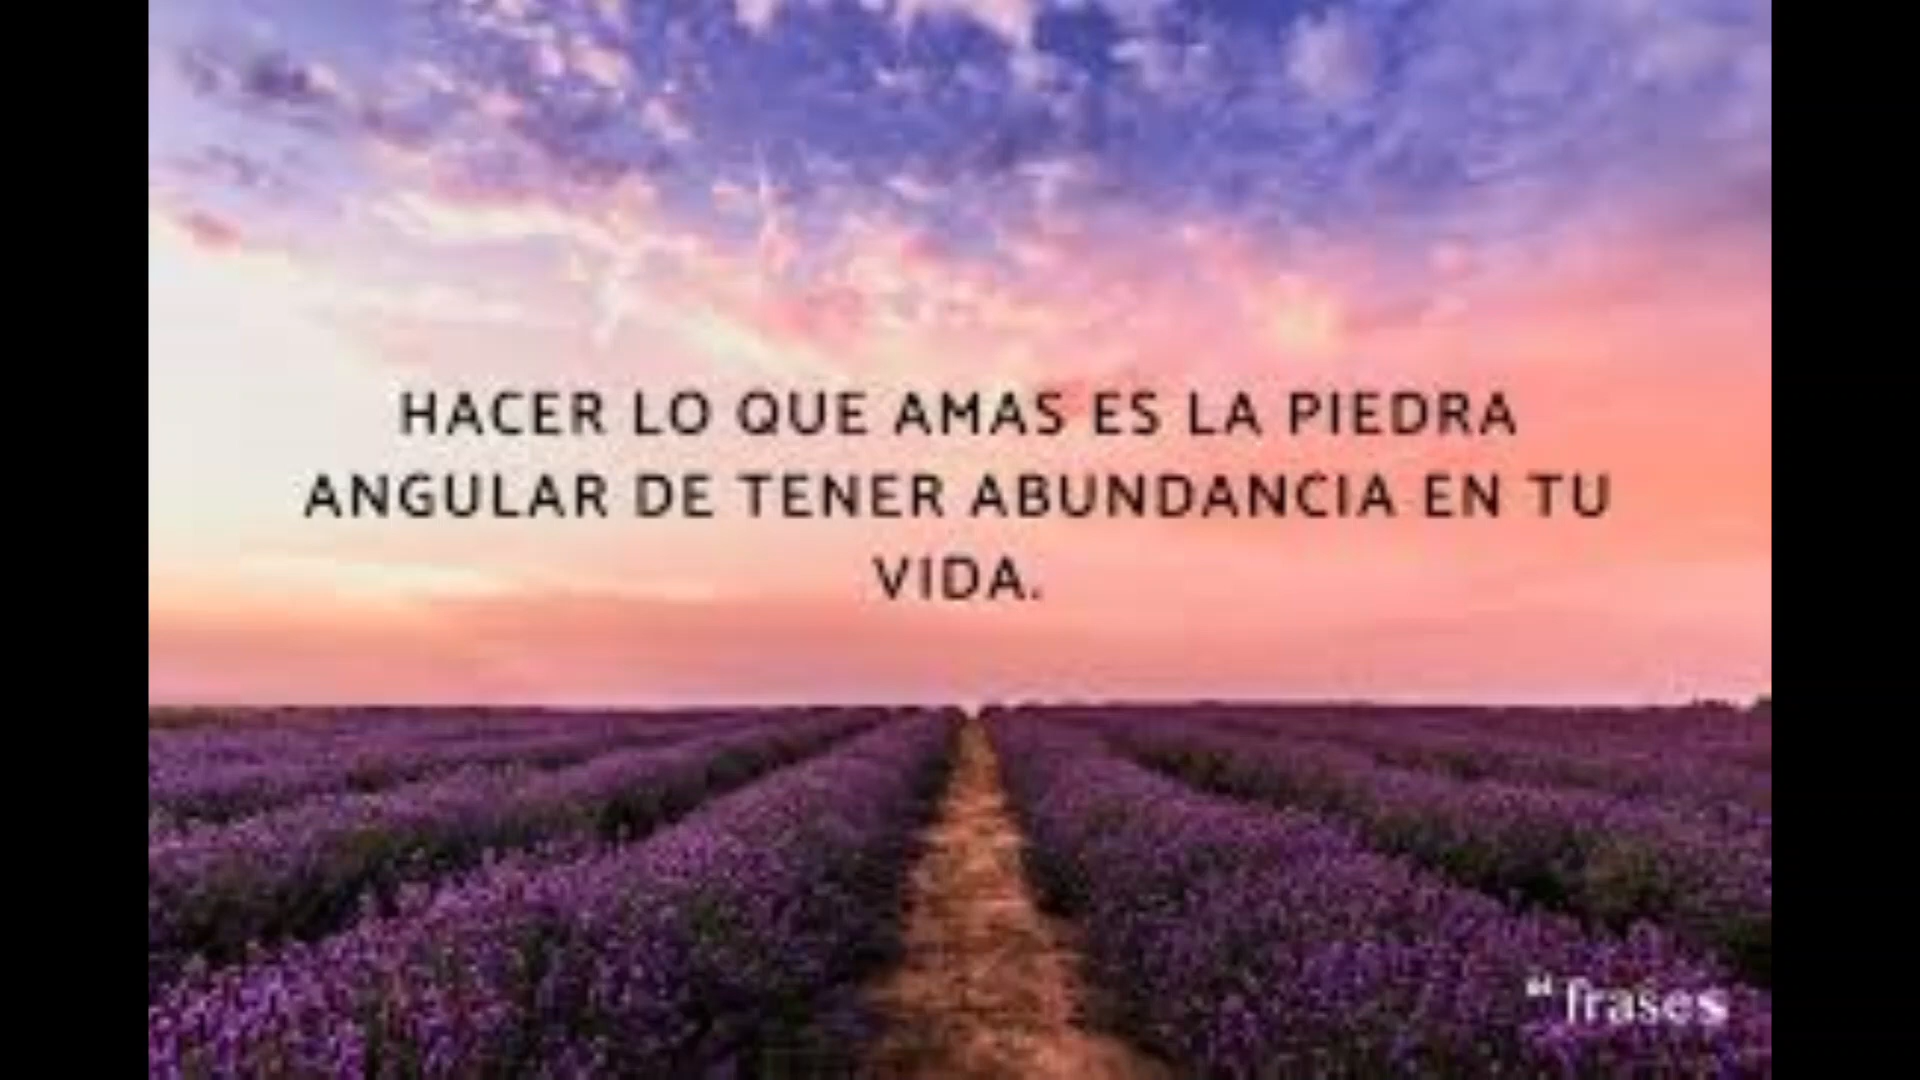 HACER LO QUE AMAS ES LA PIEDRA
ANGULAR DE TENER ABUNDANCIA EN TU
VIDA.
“ frases